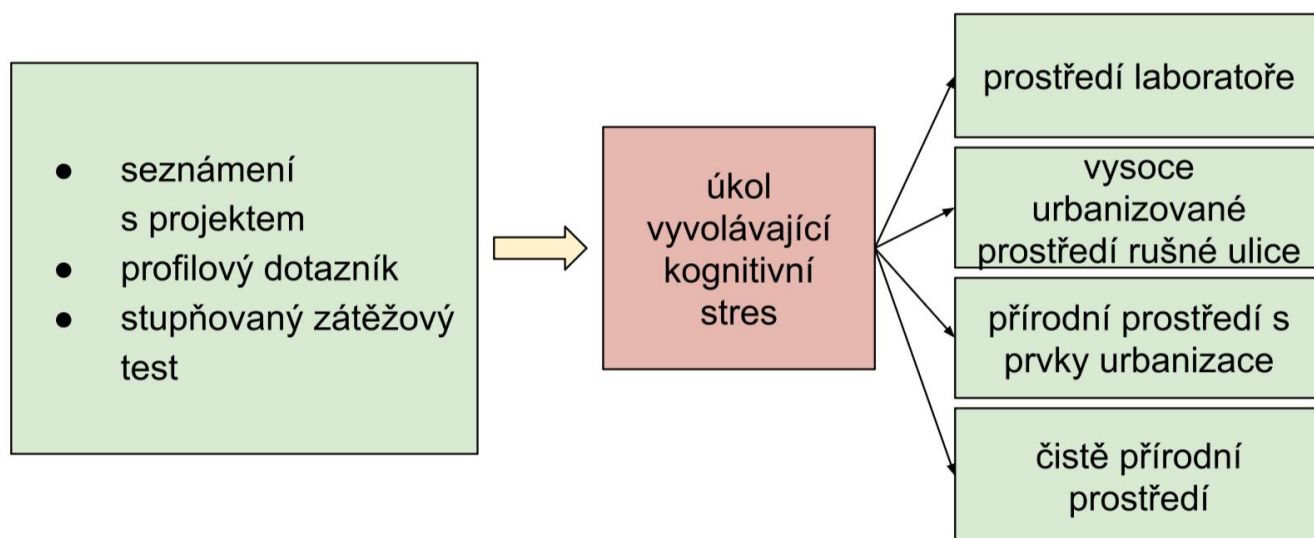 ● seznámení
s projektem
● profilový dotazník
● stupňovaný zátěžový
test
úkol
vyvolávající
kognitivní
stres
prostředí laboratoře
vysoce
urbanizované
prostředí rušné ulice
přírodní prostředí s
prvky urbanizace
čistě přírodní
prostředí